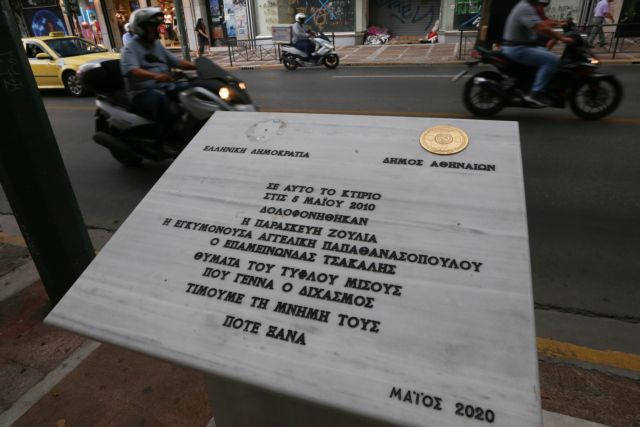 ΕΛΛΗΝΙΚΗ ΔΗΜΟΚΡΑΤΙΑ
ΔΗΜΟΣ ΑΘΗΝΑΙΩΝ
ΣΕ ΑΥΤΟ ΤΟ ΚΤΙΡΙΟ
ΣΤΙΣ 5 ΜΑΪΟΥ 2010
ΔΟΛΟΦΟΝΗΘΗΚΑΝ
Η ΠΑΡΑΣΚΕΥΗ ΖΟΥΛΙΑ
Η ΕΓΚΥΜΟΝΟΥΣΑ ΑΓΓΕΛΙΚΗ ΠΑΠΑΘΑΝΑΣΟΠΟΥΛΟΥ
Ο ΕΠΑΜΕΙΝΩΝΔΑΣ ΤΣΑΚΑΛΗΣ
ΘΥΜΑΤΑ ΤΟΥ ΤΥΦΛΟΥ ΜΙΣΟΥΣ
ΠΟΥ ΓΕΝΝΑ Ο ΔΙΧΑΣΜΟΣ
ΤΙΜΟΥΜΕ ΤΗ ΜΝΗΜΗ ΤΟΥΣ
ΠΟΤΕ ΞΑΝΑ
ΜΑΪΟΣ 2020